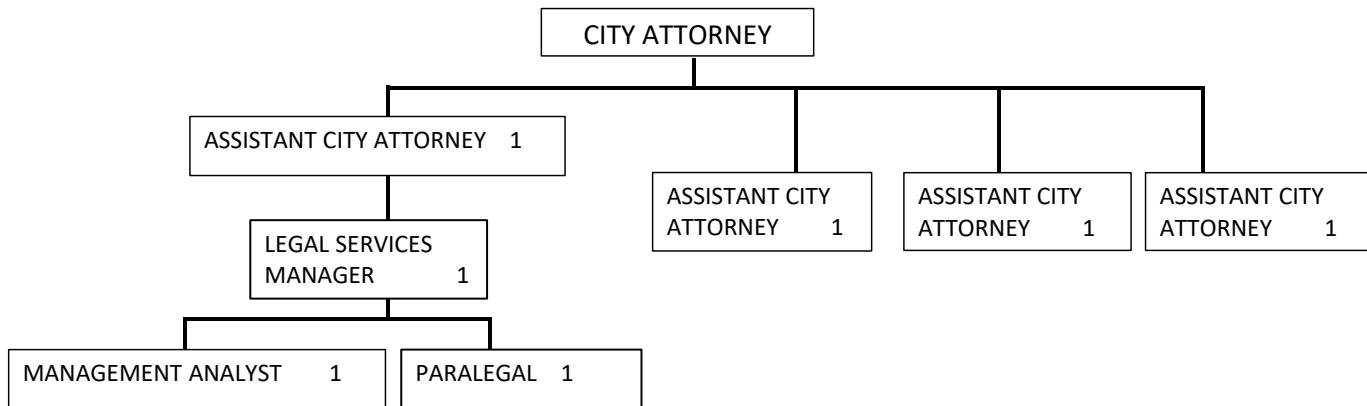 CITY ATTORNEY
ASSISTANT CITY ATTORNEY 1
ASSISTANT CITY
ATTORNEY 1
ASSISTANT CITY
ATTORNEY 1
ASSISTANT CITY
ATTORNEY 1
LEGAL SERVICES
MANAGER 1
MANAGEMENT ANALYST 1
PARALEGAL 1